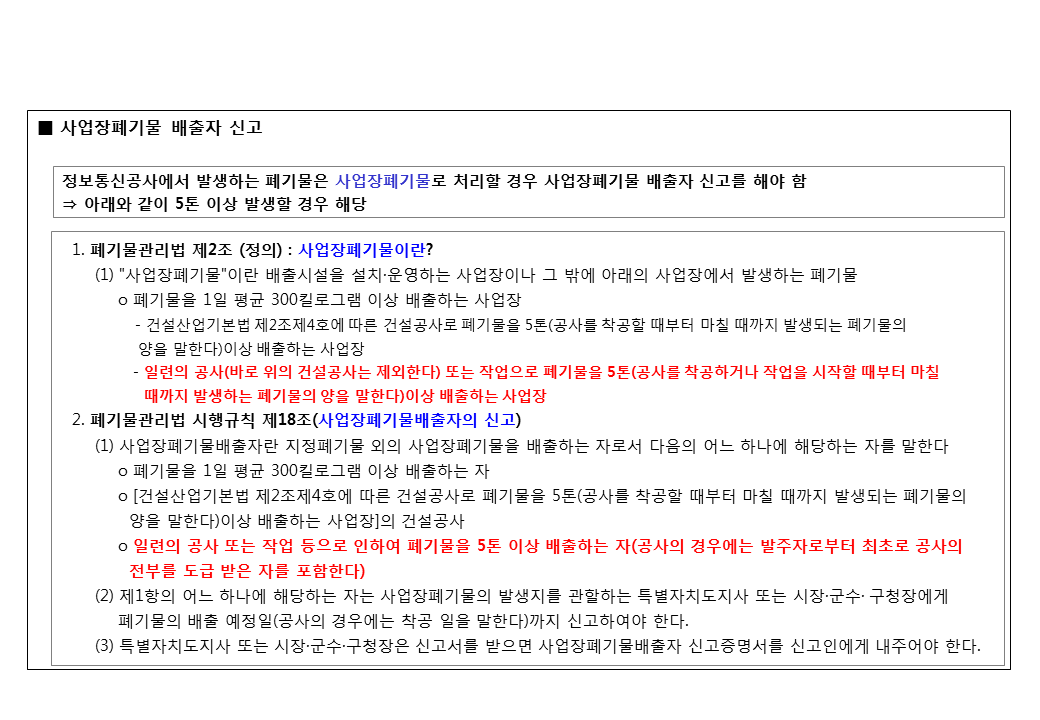 ■ 사업장폐기물 배출자 신고
정보통신공사에서 발생하는 폐기물은 사업장폐기물로 처리할 경우 사업장폐기물 배출자 신고를 해야 함
⇒ 아래와 같이 5톤 이상 발생할 경우 해당
1. 폐기물관리법 제2조 (정의) : 사업장폐기물이란?
(1) "사업장폐기물"이란 배출시설을 설치·운영하는 사업장이나 그 밖에 아래의 사업장에서 발생하는 폐기물
o 폐기물을 1일 평균 300킬로그램 이상 배출하는 사업장
- 건설산업기본법 제2조제4호에 따른 건설공사로 폐기물을 5톤(공사를 착공할 때부터 마칠 때까지 발생되는 폐기물의
양을 말한다)이상 배출하는 사업장
- 일련의 공사(바로 위의 건설공사는 제외한다) 또는 작업으로 폐기물을 5톤(공사를 착공하거나 작업을 시작할 때부터 마칠
때까지 발생하는 폐기물의 양을 말한다)이상 배출하는 사업장
2. 폐기물관리법 시행규칙 제18조(사업장폐기물배출자의 신고)
(1) 사업장폐기물배출자란 지정폐기물 외의 사업장폐기물을 배출하는 자로서 다음의 어느 하나에 해당하는 자를 말한다
o 폐기물을 1일 평균 300킬로그램 이상 배출하는 자
o [건설산업기본법 제2조제4호에 따른 건설공사로 폐기물을 5톤(공사를 착공할 때부터 마칠 때까지 발생되는 폐기물의
양을 말한다)이상 배출하는 사업장]의 건설공사
o 일련의 공사 또는 작업 등으로 인하여 폐기물을 5톤 이상 배출하는 자(공사의 경우에는 발주자로부터 최초로 공사의
전부를 도급 받은 자를 포함한다)
(2) 제1항의 어느 하나에 해당하는 자는 사업장폐기물의 발생지를 관할하는 특별자치도지사 또는 시장·군수· 구청장에게
폐기물의 배출 예정일(공사의 경우에는 착공 일을 말한다)까지 신고하여야 한다.
(3) 특별자치도지사 또는 시장·군수·구청장은 신고서를 받으면 사업장폐기물배출자 신고증명서를 신고인에게 내주어야 한다.